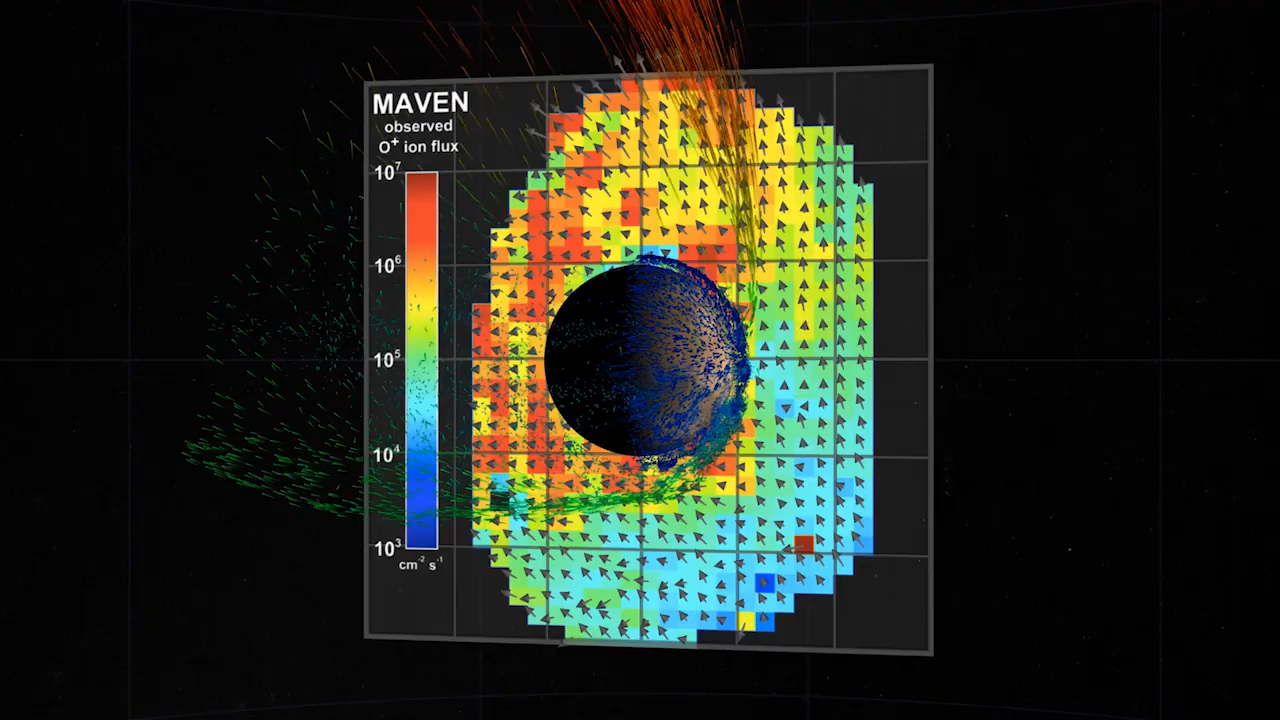 MAVEN
observed
O⁺ ion flux
10⁷
10⁶
10⁵
10⁴
10³
cm⁻² s⁻¹